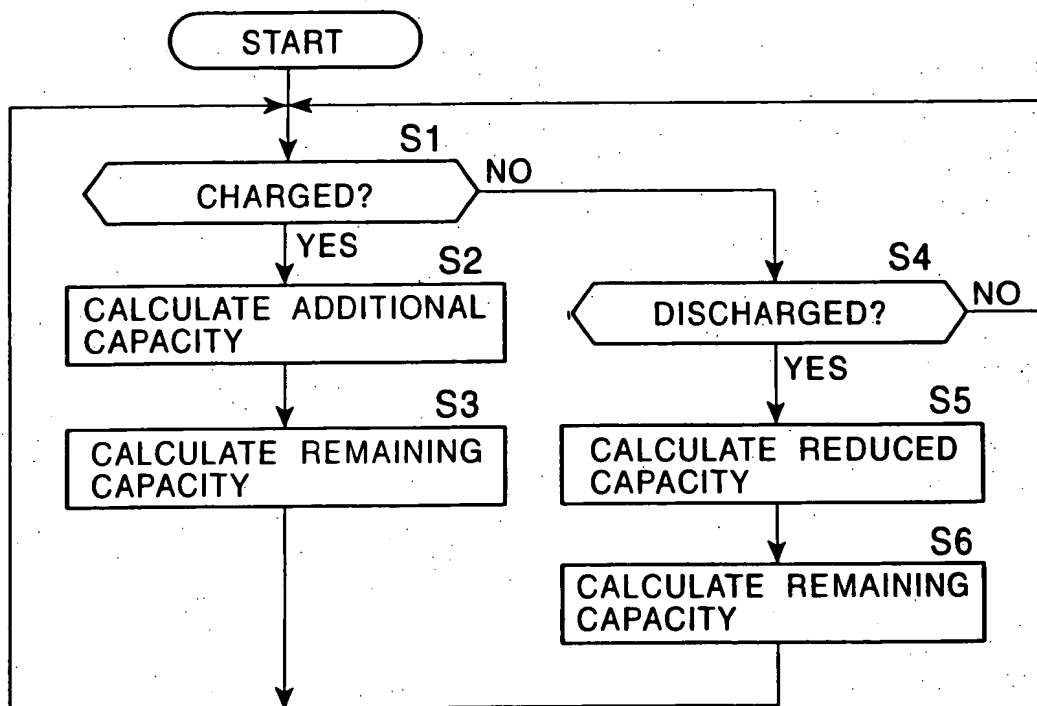 START
S1
CHARGED?
NO
YES
S2
CALCULATE ADDITIONAL
CAPACITY
S3
CALCULATE REMAINING
CAPACITY
S4
DISCHARGED?
NO
YES
S5
CALCULATE REDUCED
CAPACITY
S6
CALCULATE REMAINING
CAPACITY